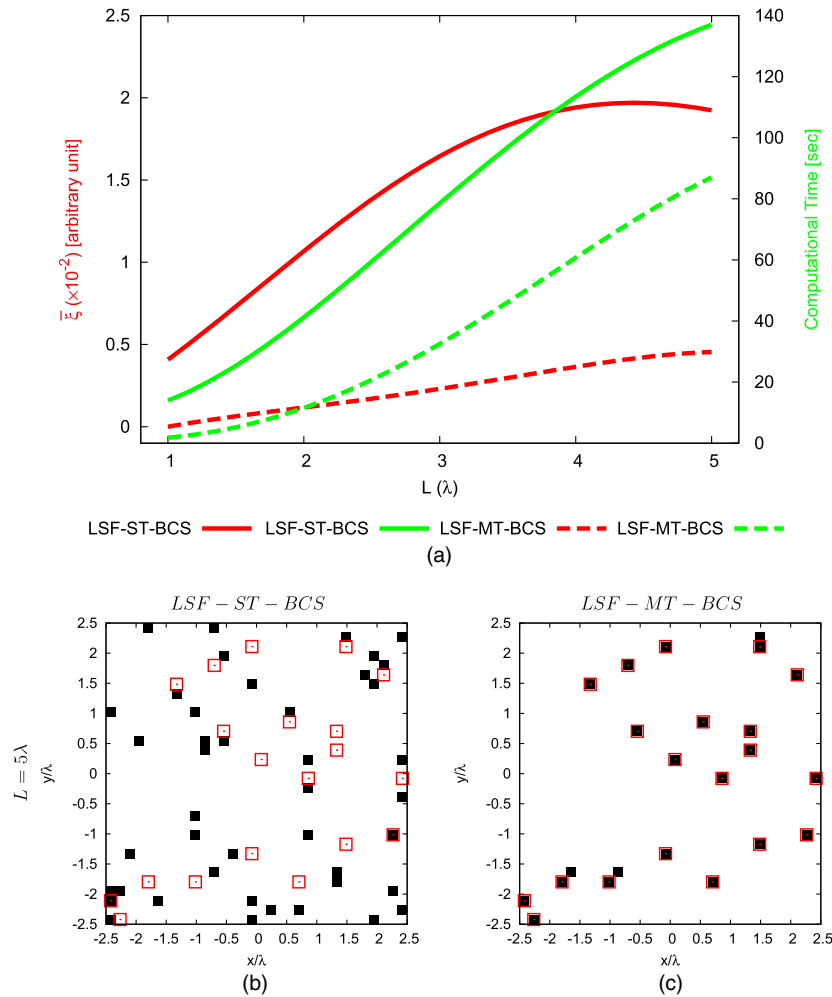 2.5
2
1.5
1
0.5
0
ξ̅ (×10⁻²) [arbitrary unit]
140
120
100
80
60
40
20
0
Computational Time [sec]
1 2 3 4 5
L (λ)
LSF-ST-BCS LSF-ST-BCS LSF-MT-BCS LSF-MT-BCS
(a)
LSF − ST − BCS
L = 5λ
y/λ
2.5
2
1.5
1
0.5
0
-0.5
-1
-1.5
-2
-2.5
-2.5 -2 -1.5 -1 -0.5 0 0.5 1 1.5 2 2.5
x/λ
(b)
LSF − MT − BCS
y/λ
2.5
2
1.5
1
0.5
0
-0.5
-1
-1.5
-2
-2.5
-2.5 -2 -1.5 -1 -0.5 0 0.5 1 1.5 2 2.5
x/λ
(c)